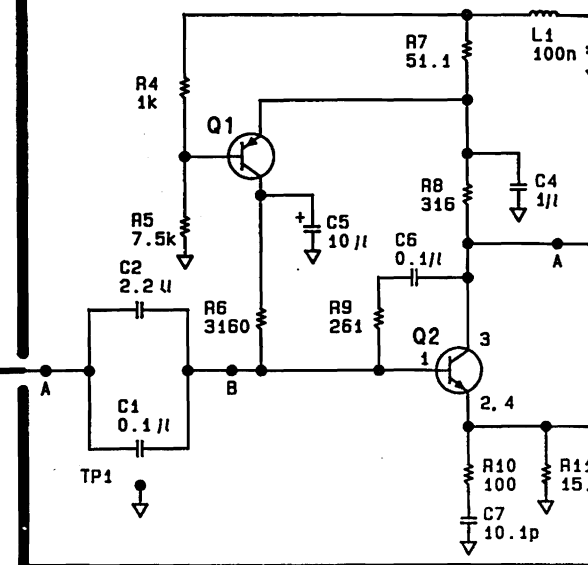 L1
100n
R7
51.1
R4
1k
Q1
R8
316
C4
1µ
R5
7.5k
+
C5
10µ
C6
0.1µ
A
C2
2.2µ
R6
3160
R9
261
Q2
3
1
A
B
2,4
C1
0.1µ
TP1
R10
100
R11
15.
C7
10.1p